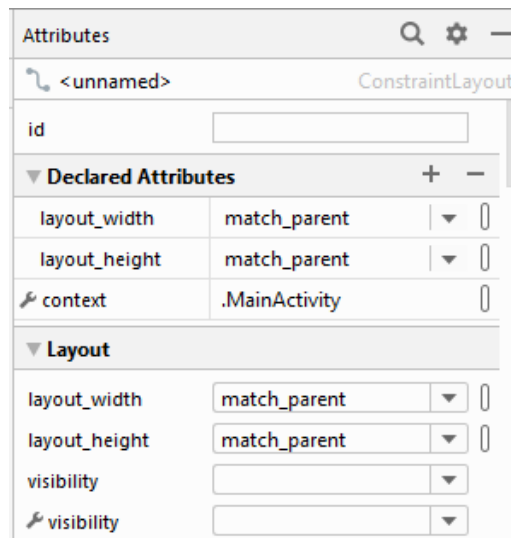 Attributes
<unnamed> ConstraintLayout
id
Declared Attributes
layout_width match_parent
layout_height match_parent
context .MainActivity
Layout
layout_width match_parent
layout_height match_parent
visibility
visibility